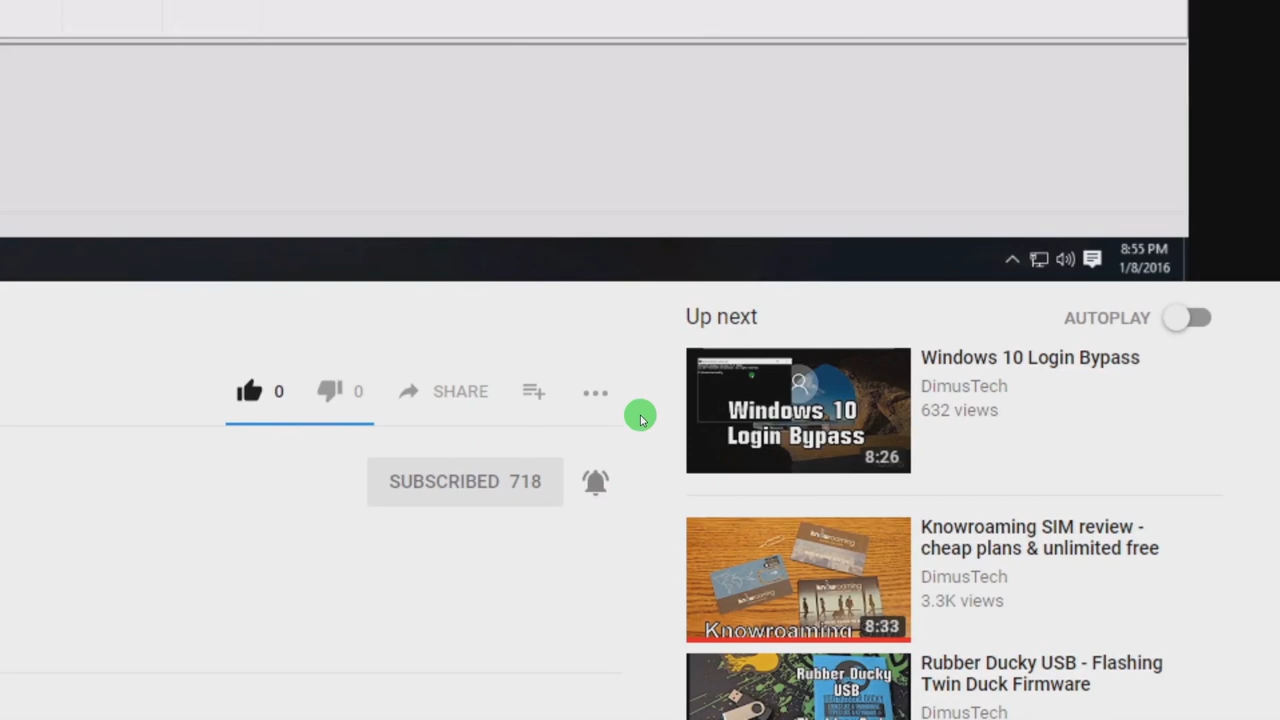 8:55 PM
1/8/2016
Up next
AUTOPLAY
0
0
SHARE
SUBSCRIBED 718
Windows 10
Login Bypass
8:26
Windows 10 Login Bypass
DimusTech
632 views
Knowroaming
8:33
Knowroaming SIM review -
cheap plans & unlimited free
DimusTech
3.3K views
Rubber Ducky
USB
Rubber Ducky USB - Flashing
Twin Duck Firmware
DimusTech